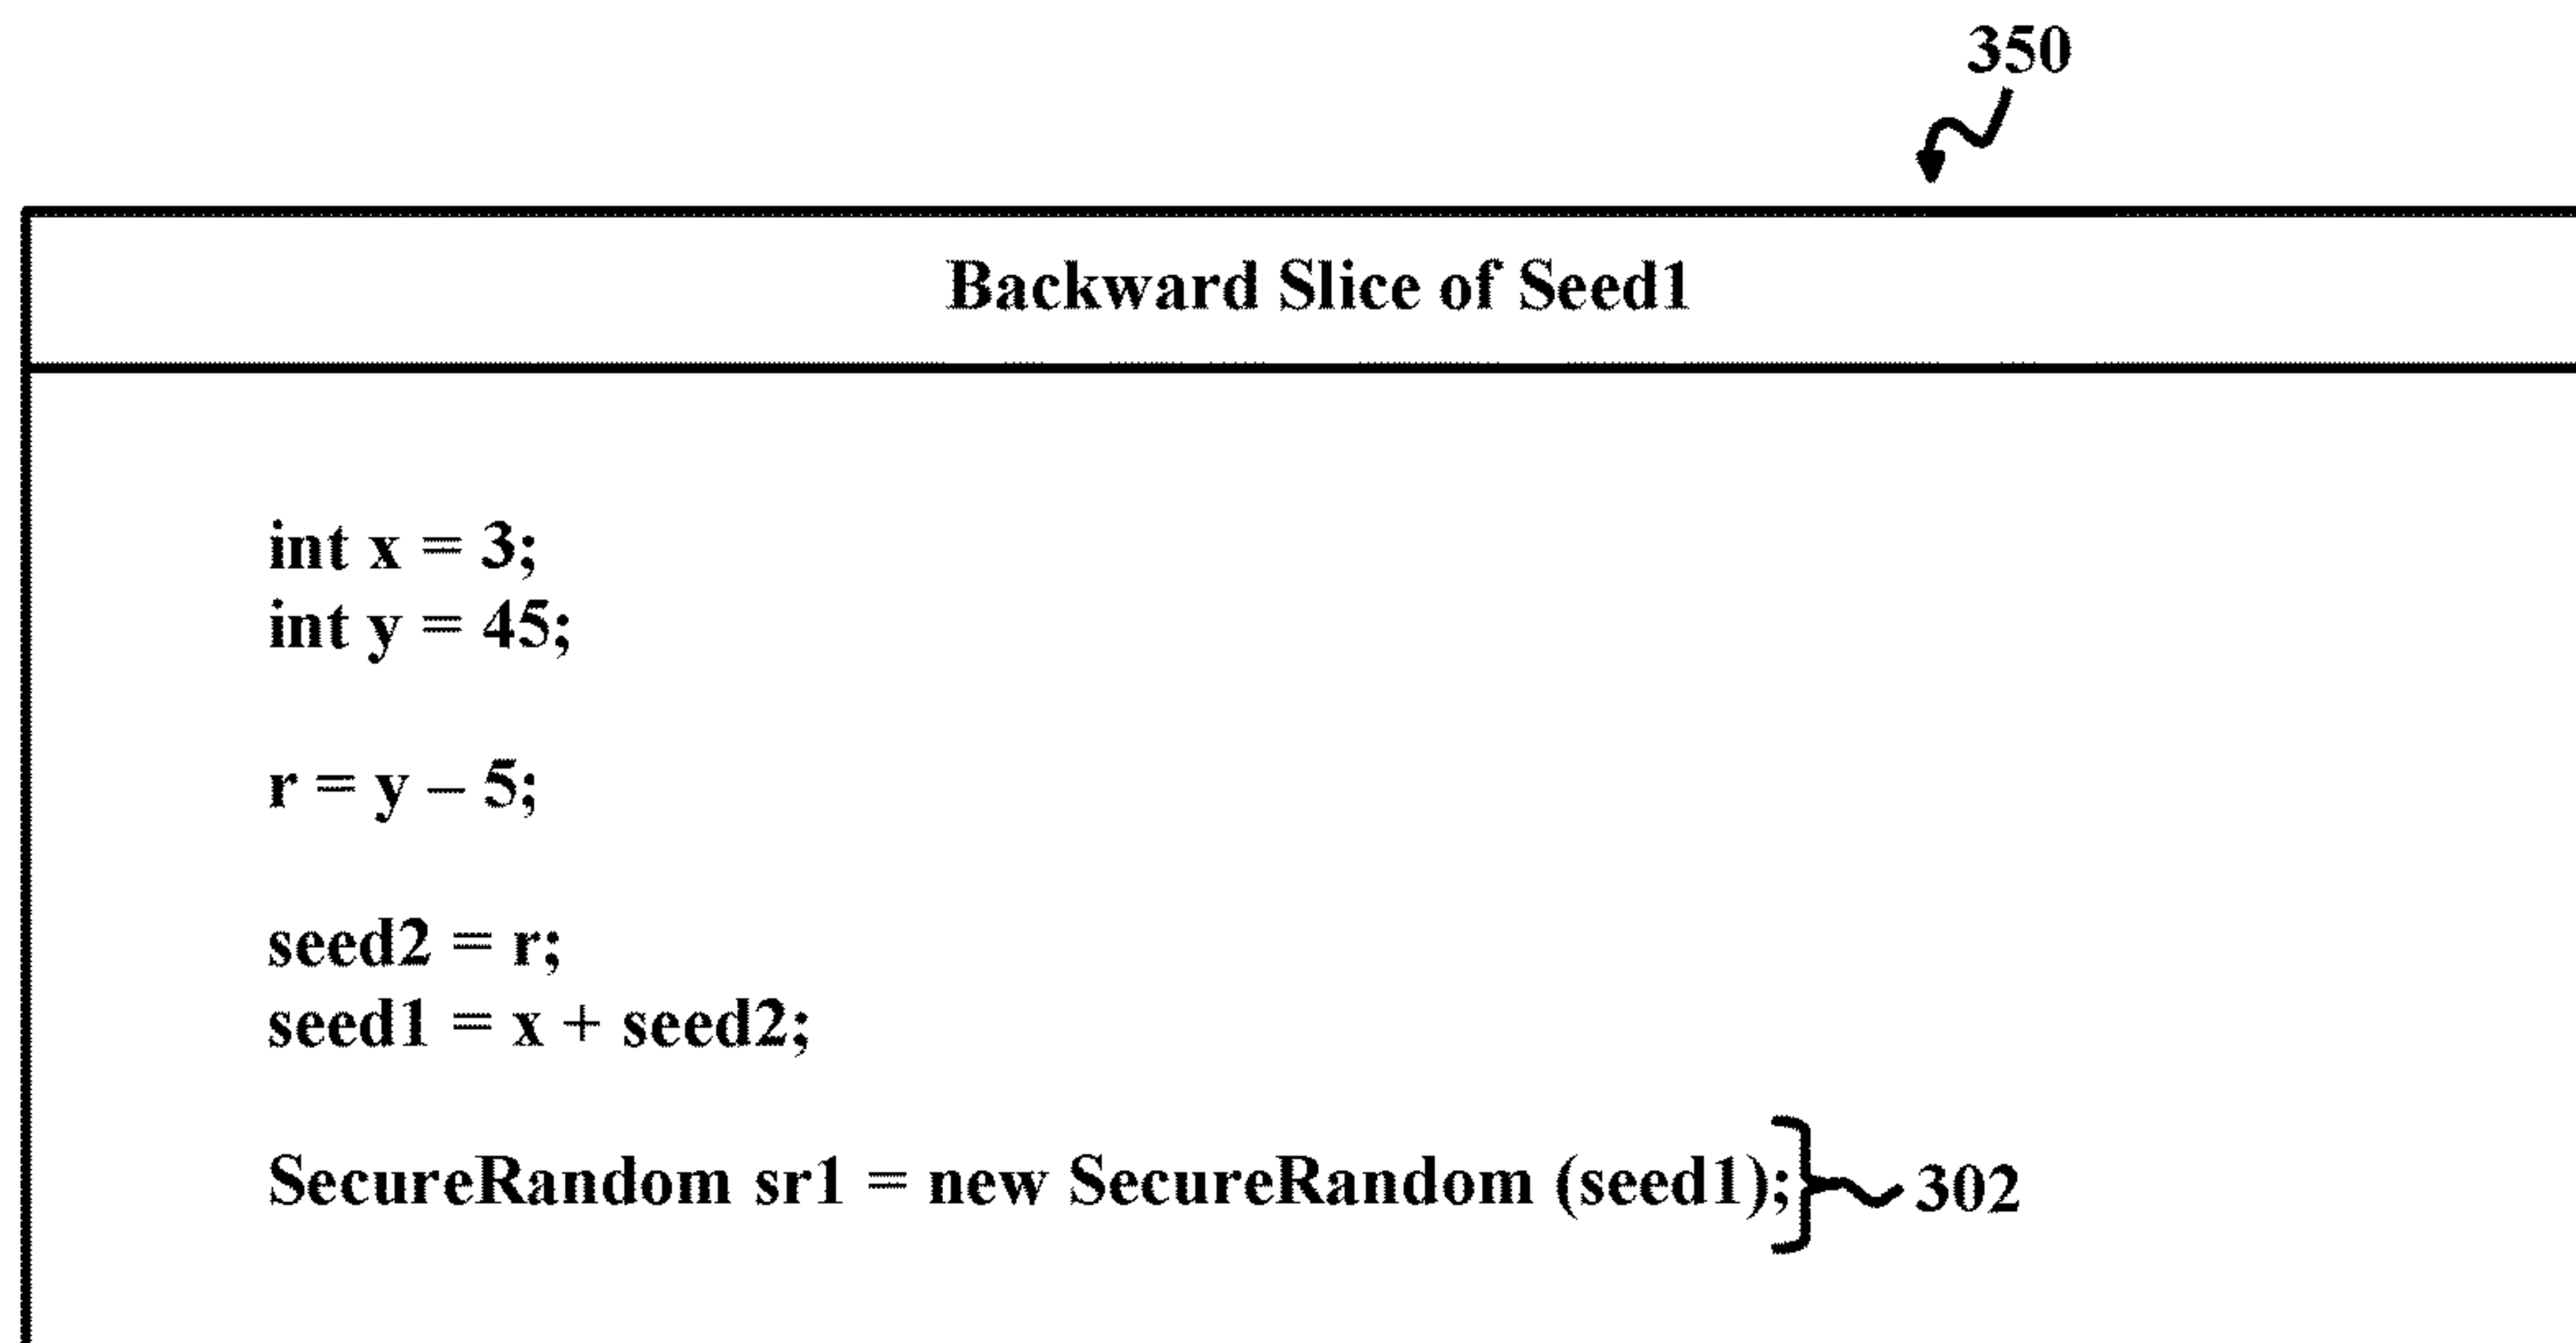 350
Backward Slice of Seed1
int x = 3;
int y = 45;
r = y – 5;
seed2 = r;
seed1 = x + seed2;
SecureRandom sr1 = new SecureRandom (seed1);
302